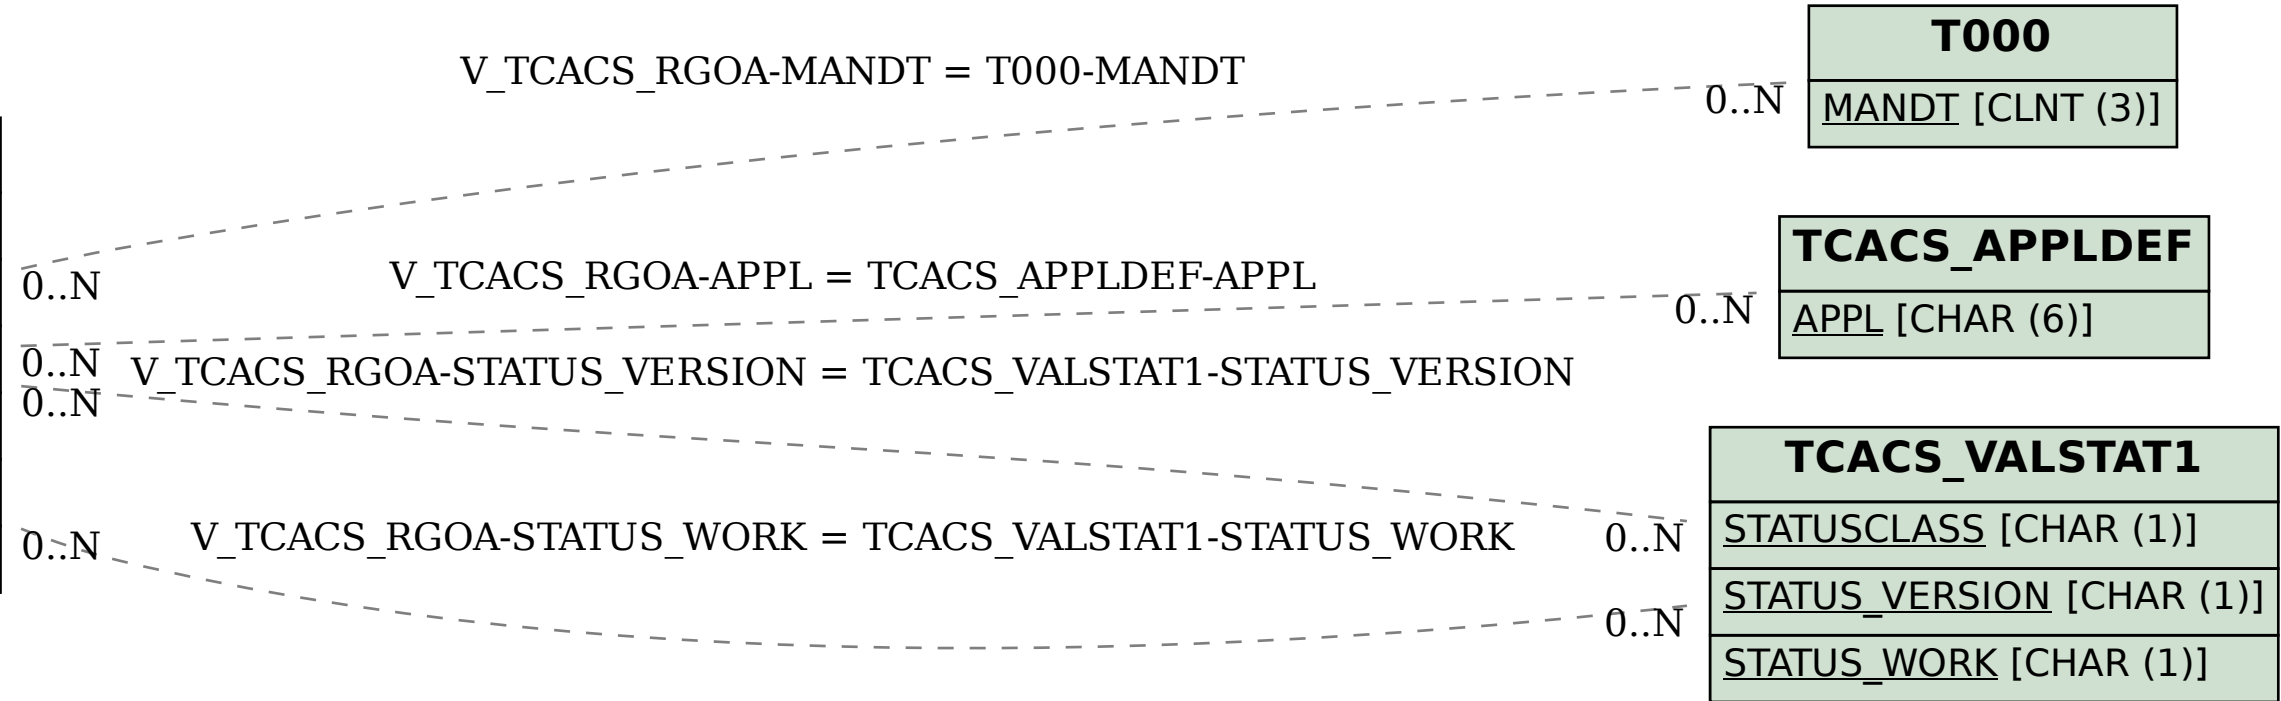 T000
V_TCACS_RGOA-MANDT = T000-MANDT
0..N
MANDT [CLNT (3)]
TCACS_APPLDEF
V_TCACS_RGOA-APPL = TCACS_APPLDEF-APPL
0..N
0..N
APPL [CHAR (6)]
0..N
V_TCACS_RGOA-STATUS_VERSION = TCACS_VALSTAT1-STATUS_VERSION
0..N
TCACS_VALSTAT1
STATUSCLASS [CHAR (1)]
0..N
V_TCACS_RGOA-STATUS_WORK = TCACS_VALSTAT1-STATUS_WORK
0..N
STATUS_VERSION [CHAR (1)]
0..N
STATUS_WORK [CHAR (1)]